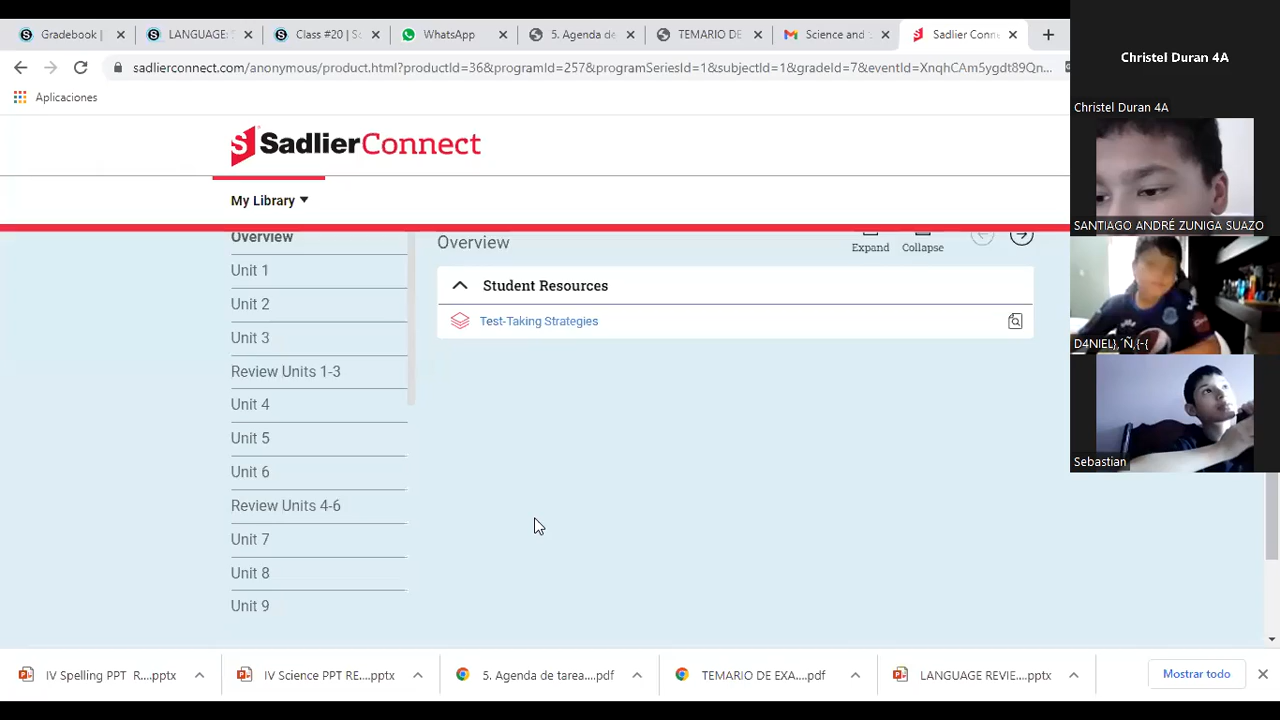 Gradebook |
LANGUAGE: S
Class #20 | Sc
WhatsApp
5. Agenda de
TEMARIO DE
Science and
Sadlier Conne
sadlierconnect.com/anonymous/product.html?productId=36&programId=257&programSeriesId=1&subjectId=1&gradeId=7&eventId=XnqhCAm5ygdt89Qn...
Aplicaciones
SadlierConnect
My Library
Overview
Unit 1
Unit 2
Unit 3
Review Units 1-3
Unit 4
Unit 5
Unit 6
Review Units 4-6
Unit 7
Unit 8
Unit 9
Overview
Expand
Collapse
Student Resources
Test-Taking Strategies
Christel Duran 4A
Christel Duran 4A
SANTIAGO ANDRÉ ZUNIGA SUAZO
D4NIEL},´Ñ,{-{
Sebastian
IV Spelling PPT R....pptx
IV Science PPT RE....pptx
5. Agenda de tarea....pdf
TEMARIO DE EXA....pdf
LANGUAGE REVIE....pptx
Mostrar todo